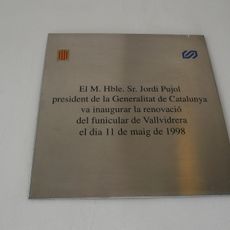 El M. Hble. Sr. Jordi Pujol
president de la Generalitat de Catalunya
va inaugurar la renovació
del funicular de Vallvidrera
el dia 11 de maig de 1998